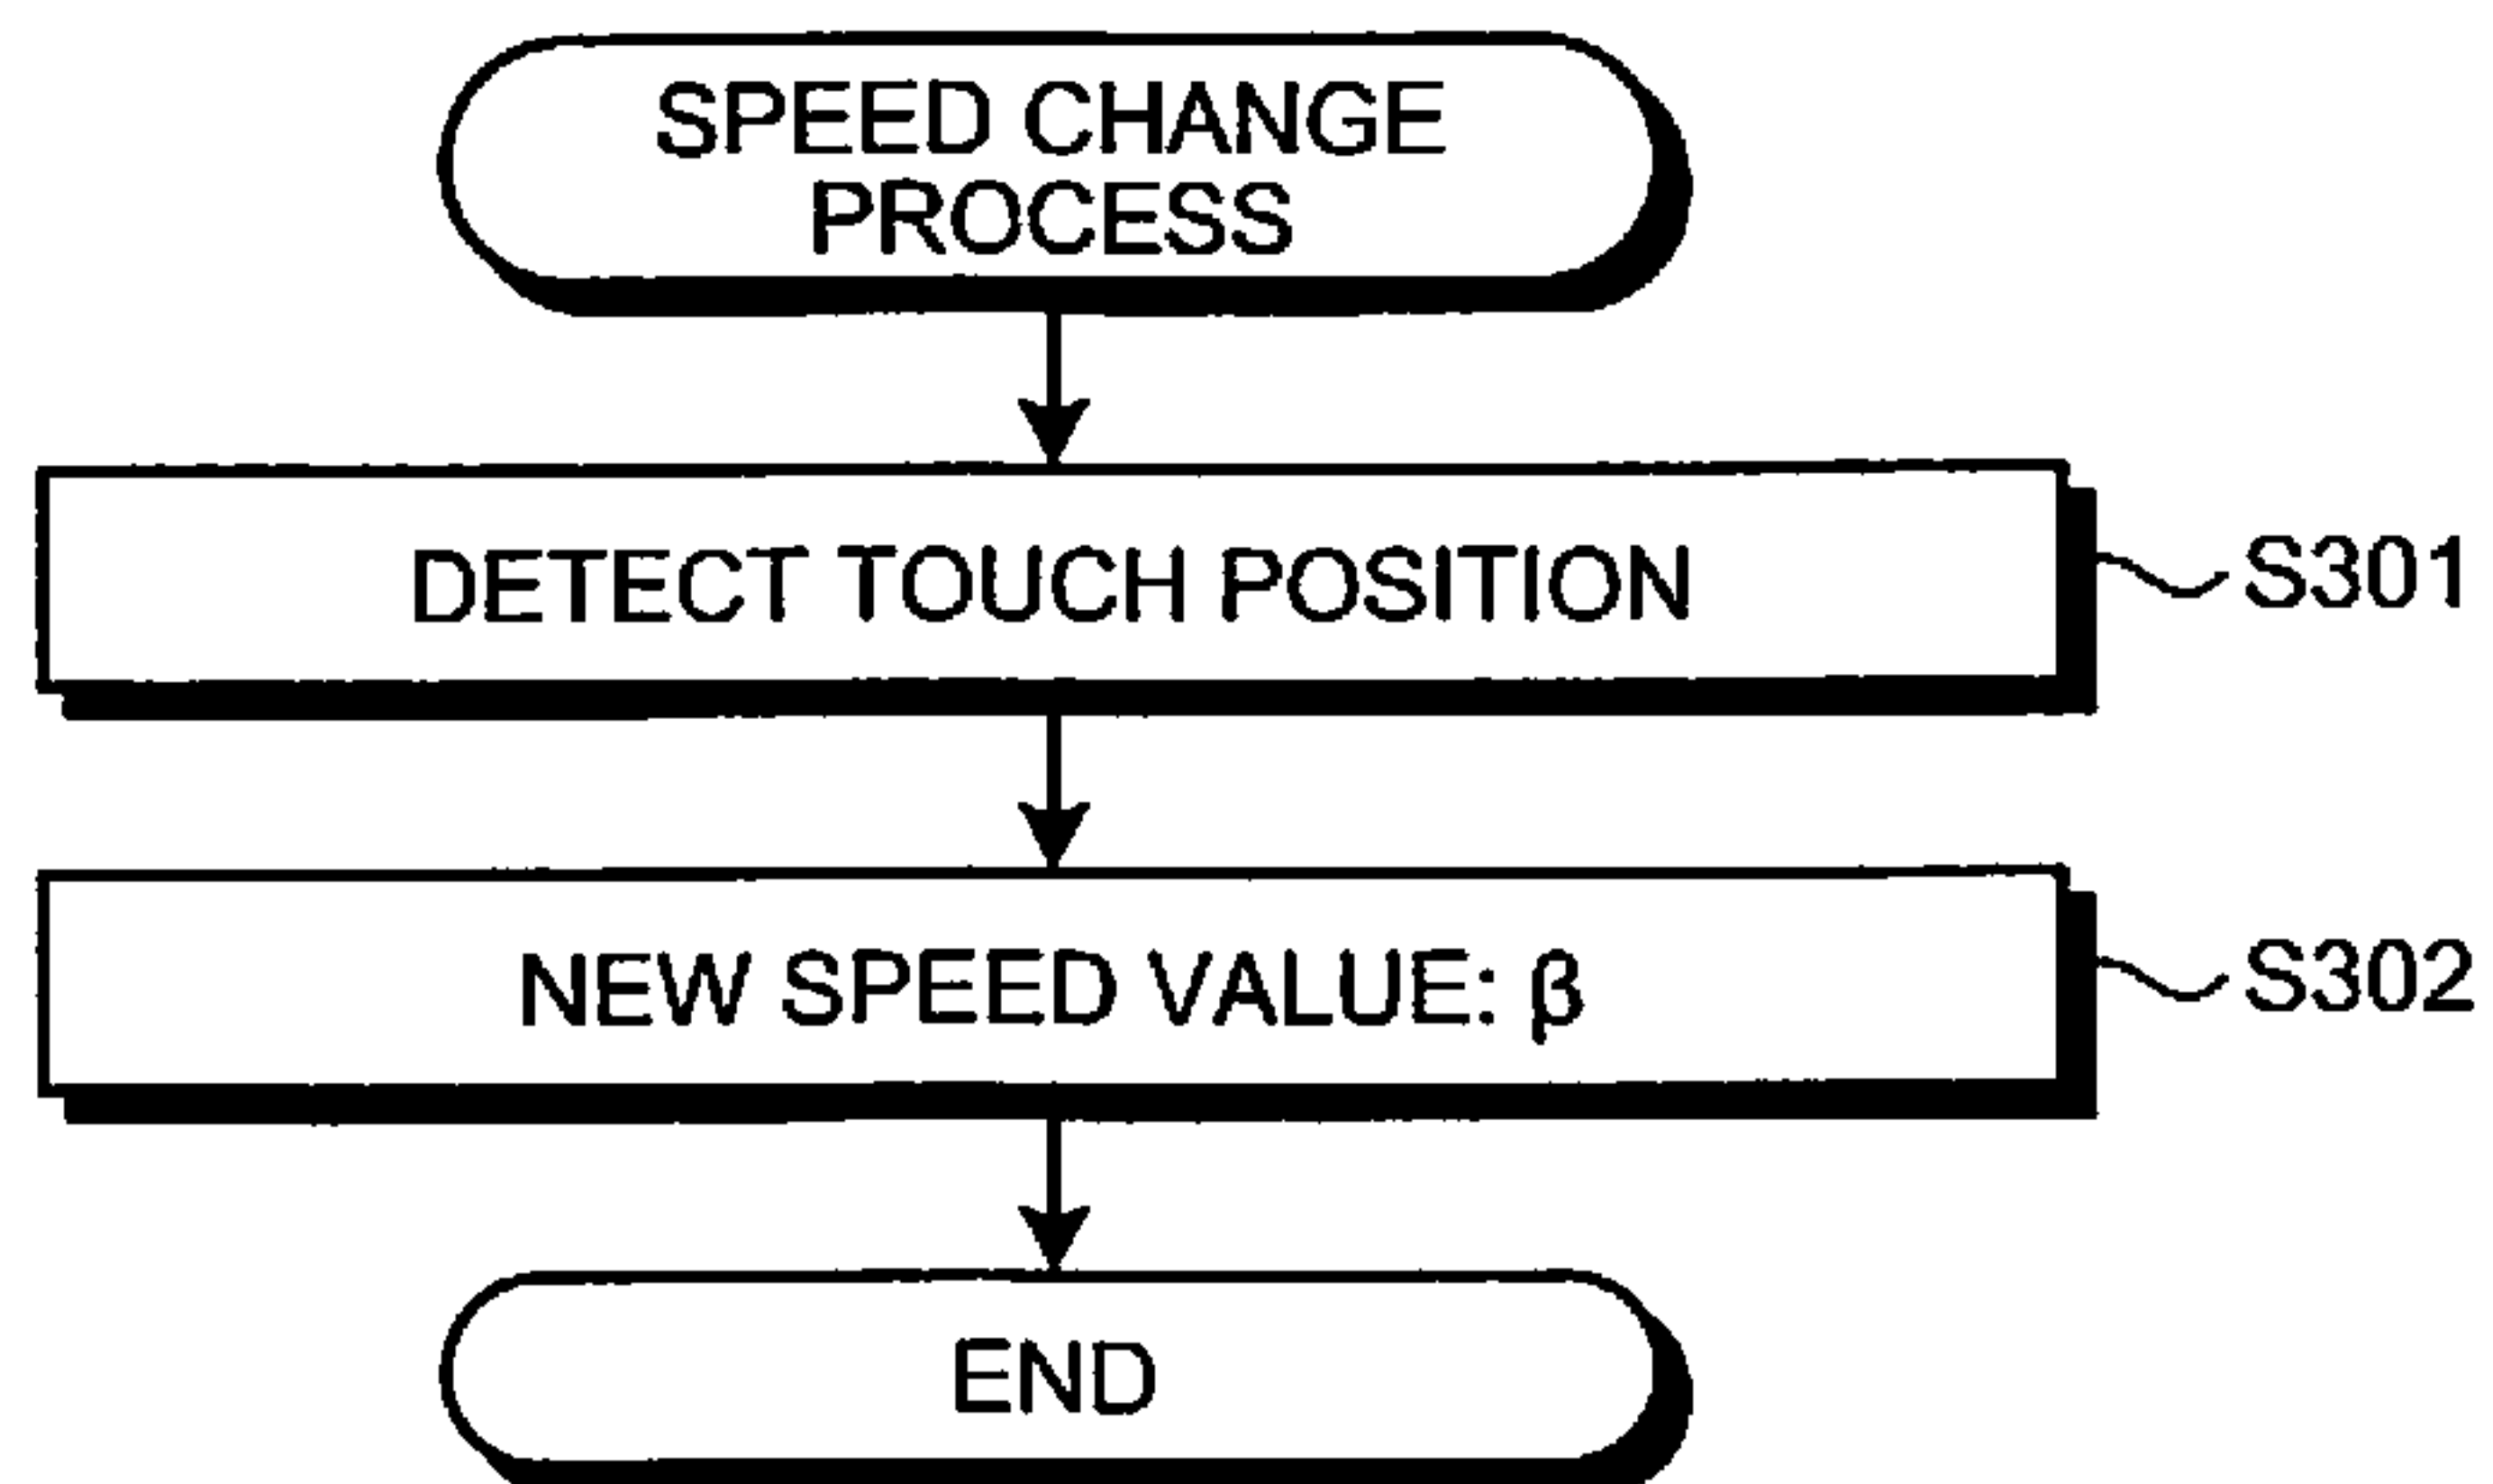 SPEED CHANGE
PROCESS
DETECT TOUCH POSITION
S301
NEW SPEED VALUE: β
S302
END